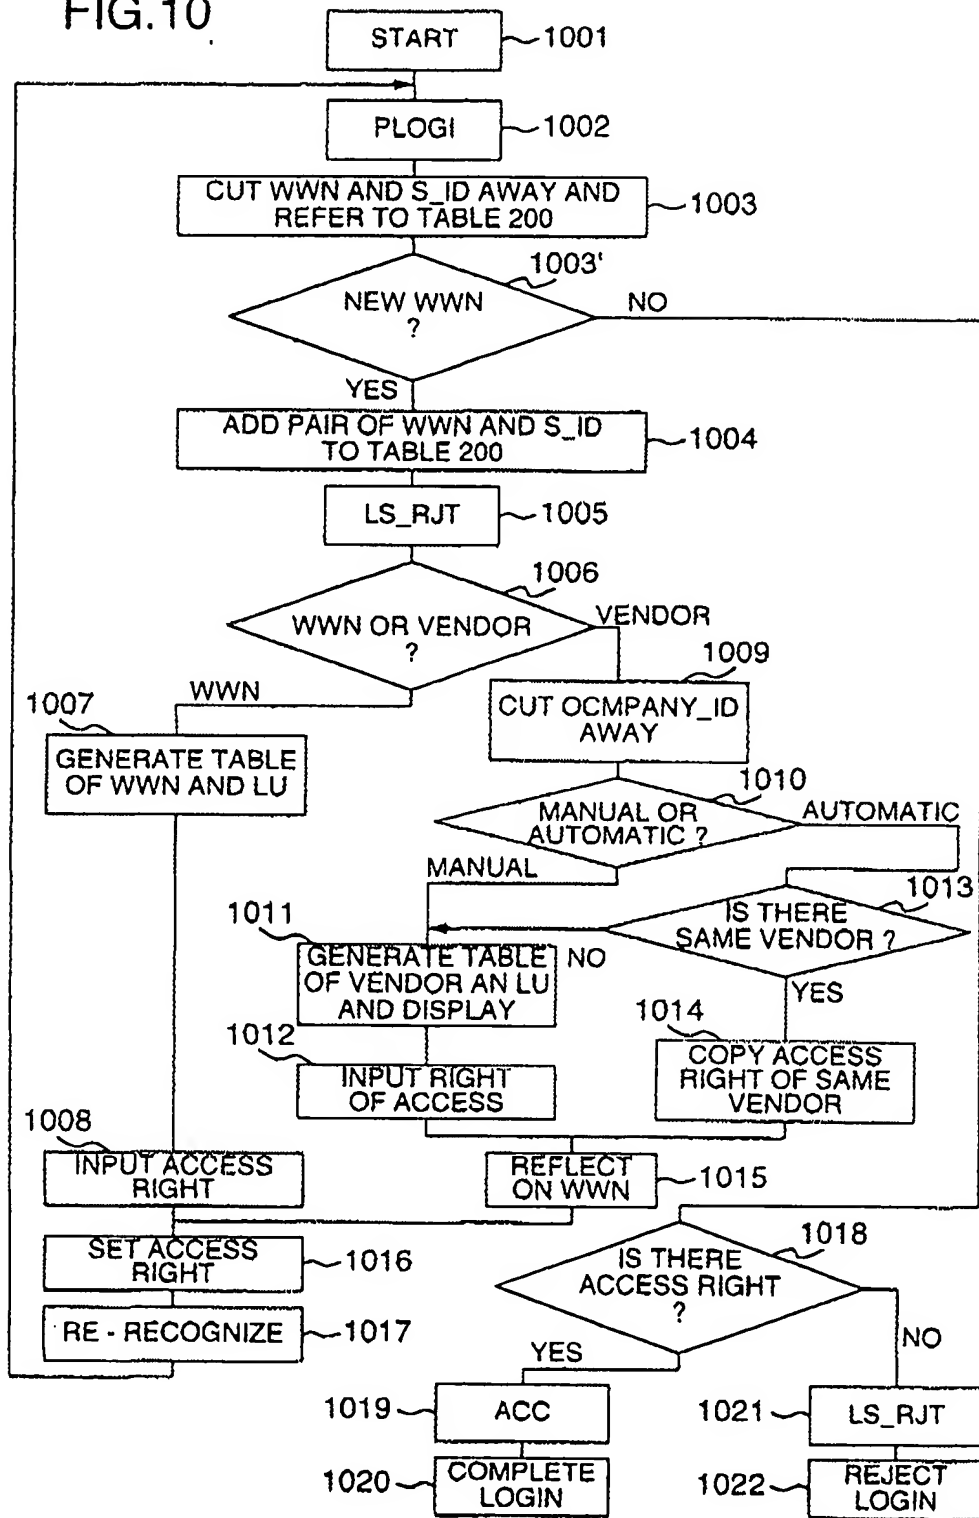 FIG.10
START
1001
PLOGI
1002
CUT WWN AND S_ID AWAY AND
REFER TO TABLE 200
1003
1003'
NEW WWN
?
NO
YES
ADD PAIR OF WWN AND S_ID
TO TABLE 200
1004
LS_RJT
1005
1006
WWN OR VENDOR
?
VENDOR
WWN
1007
GENERATE TABLE
OF WWN AND LU
1009
CUT OCMPANY_ID
AWAY
1010
MANUAL OR
AUTOMATIC ?
AUTOMATIC
MANUAL
1013
IS THERE
SAME VENDOR ?
NO
YES
1011
GENERATE TABLE
OF VENDOR AN LU
AND DISPLAY
1014
COPY ACCESS
RIGHT OF SAME
VENDOR
1012
INPUT RIGHT
OF ACCESS
1008
INPUT ACCESS
RIGHT
REFLECT
ON WWN
1015
SET ACCESS
RIGHT
1016
1018
IS THERE
ACCESS RIGHT
?
RE - RECOGNIZE
1017
YES
NO
1019
ACC
1021
LS_RJT
1020
COMPLETE
LOGIN
1022
REJECT
LOGIN